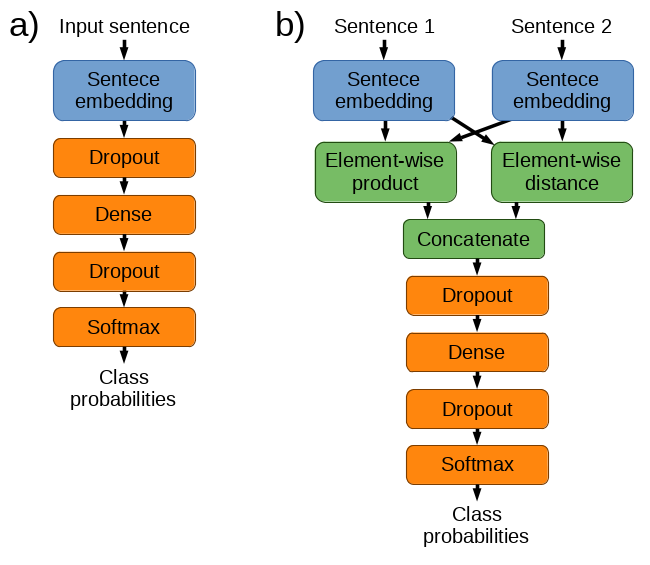 a)
Input sentence
Sentece
embedding
Dropout
Dense
Dropout
Softmax
Class
probabilities
b)
Sentence 1
Sentence 2
Sentece
embedding
Sentece
embedding
Element-wise
product
Element-wise
distance
Concatenate
Dropout
Dense
Dropout
Softmax
Class
probabilities